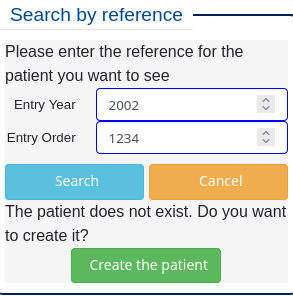 Search by reference
Please enter the reference for the
patient you want to see
Entry Year 2002
Entry Order 1234
Search Cancel
The patient does not exist. Do you want
to create it?
Create the patient